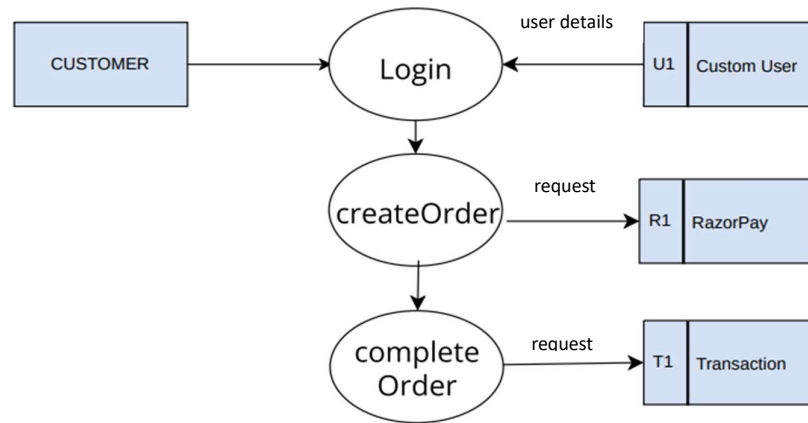 user details
CUSTOMER
Login
U1
Custom User
request
createOrder
R1
RazorPay
request
complete
Order
T1
Transaction